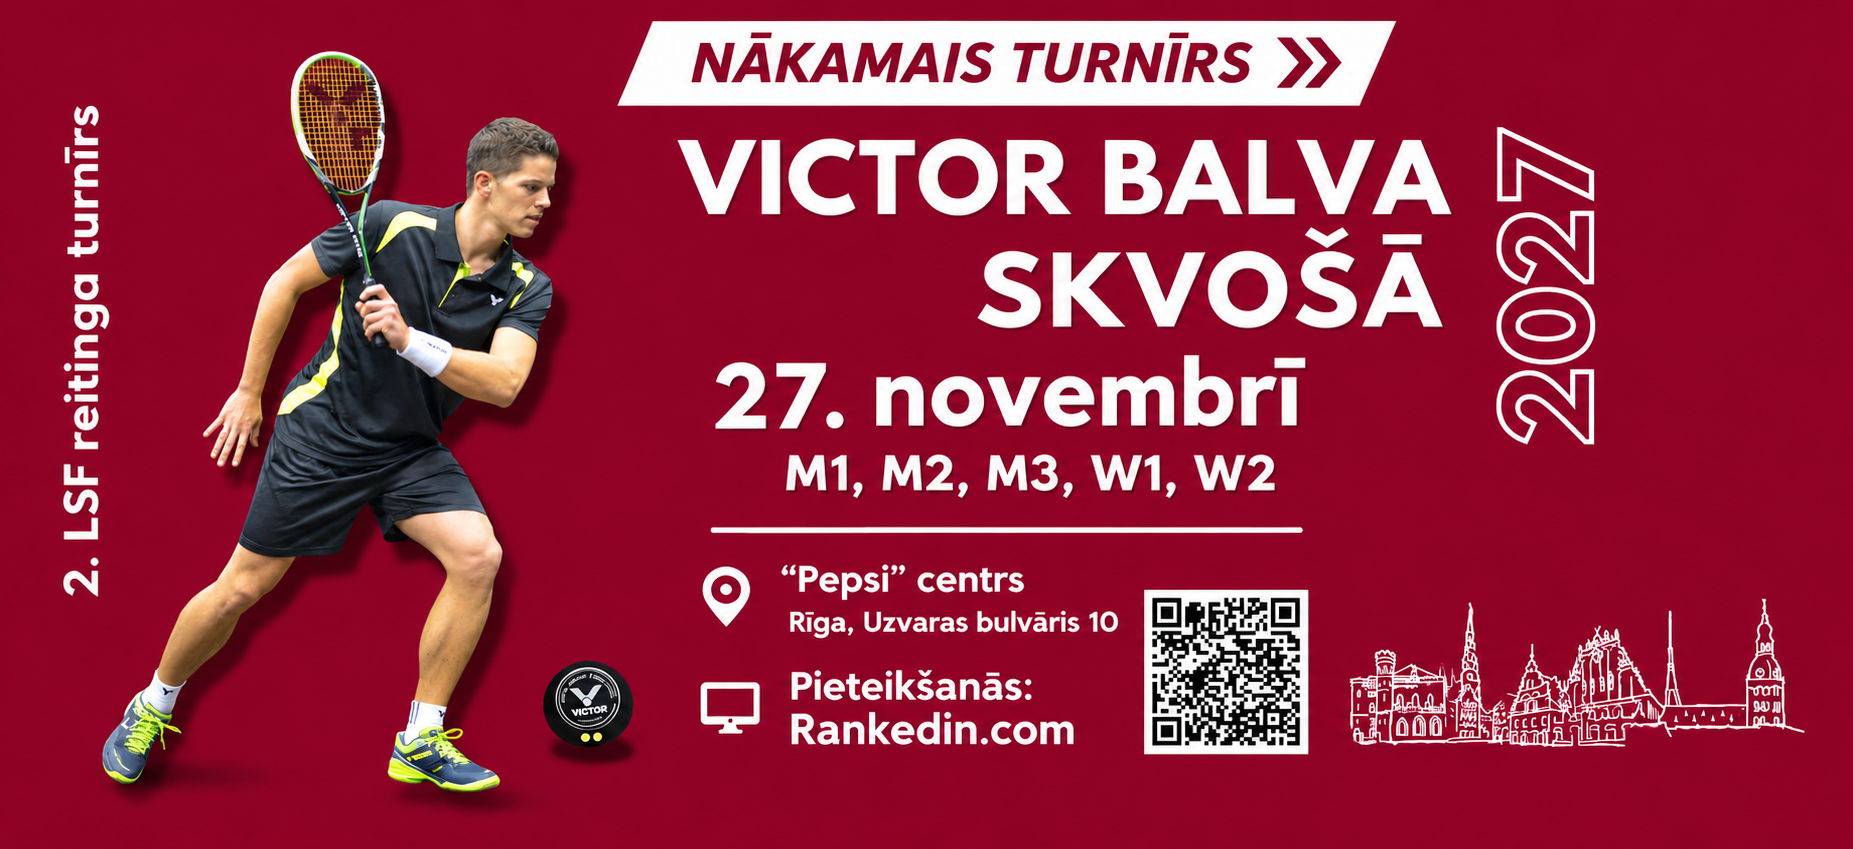 2. LSF reitinga turnīrs
NĀKAMAIS TURNĪRS
VICTOR BALVA
SKVOŠĀ
2027
27. novembrī
M1, M2, M3, W1, W2
“Pepsi” centrs
Rīga, Uzvaras bulvāris 10
Pieteikšanās:
Rankedin.com
VICTOR